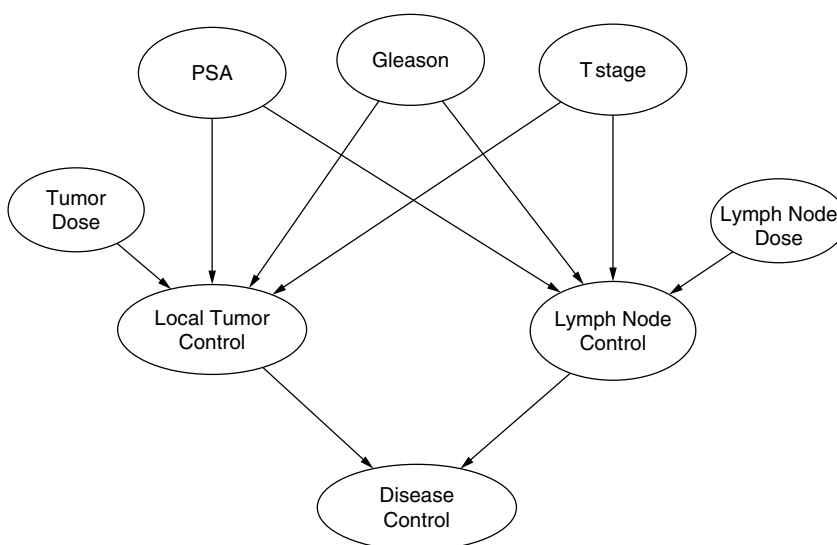 PSA
Gleason
T stage
Tumor
Dose
Lymph Node
Dose
Local Tumor
Control
Lymph Node
Control
Disease
Control